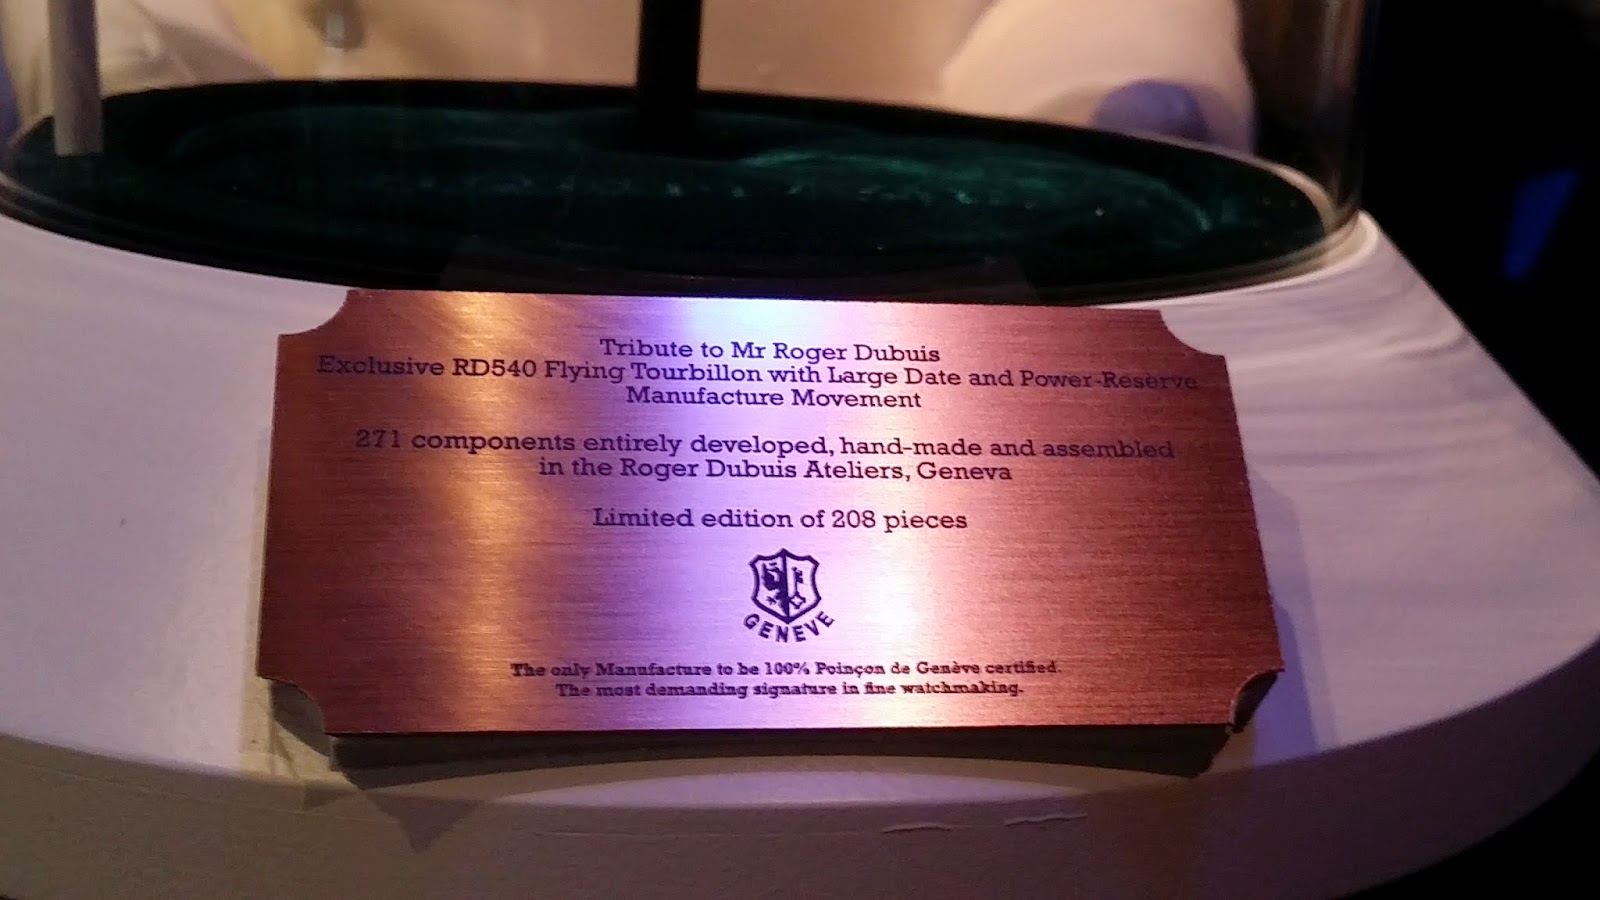 Tribute to Mr Roger Dubuis
Exclusive RD540 Flying Tourbillon with Large Date and Power-Reserve
Manufacture Movement
271 components entirely developed, hand-made and assembled
in the Roger Dubuis Ateliers, Geneva
Limited edition of 208 pieces
GENEVE
The only Manufacture to be 100% Poinçon de Genève certified.
The most demanding signature in fine watchmaking.